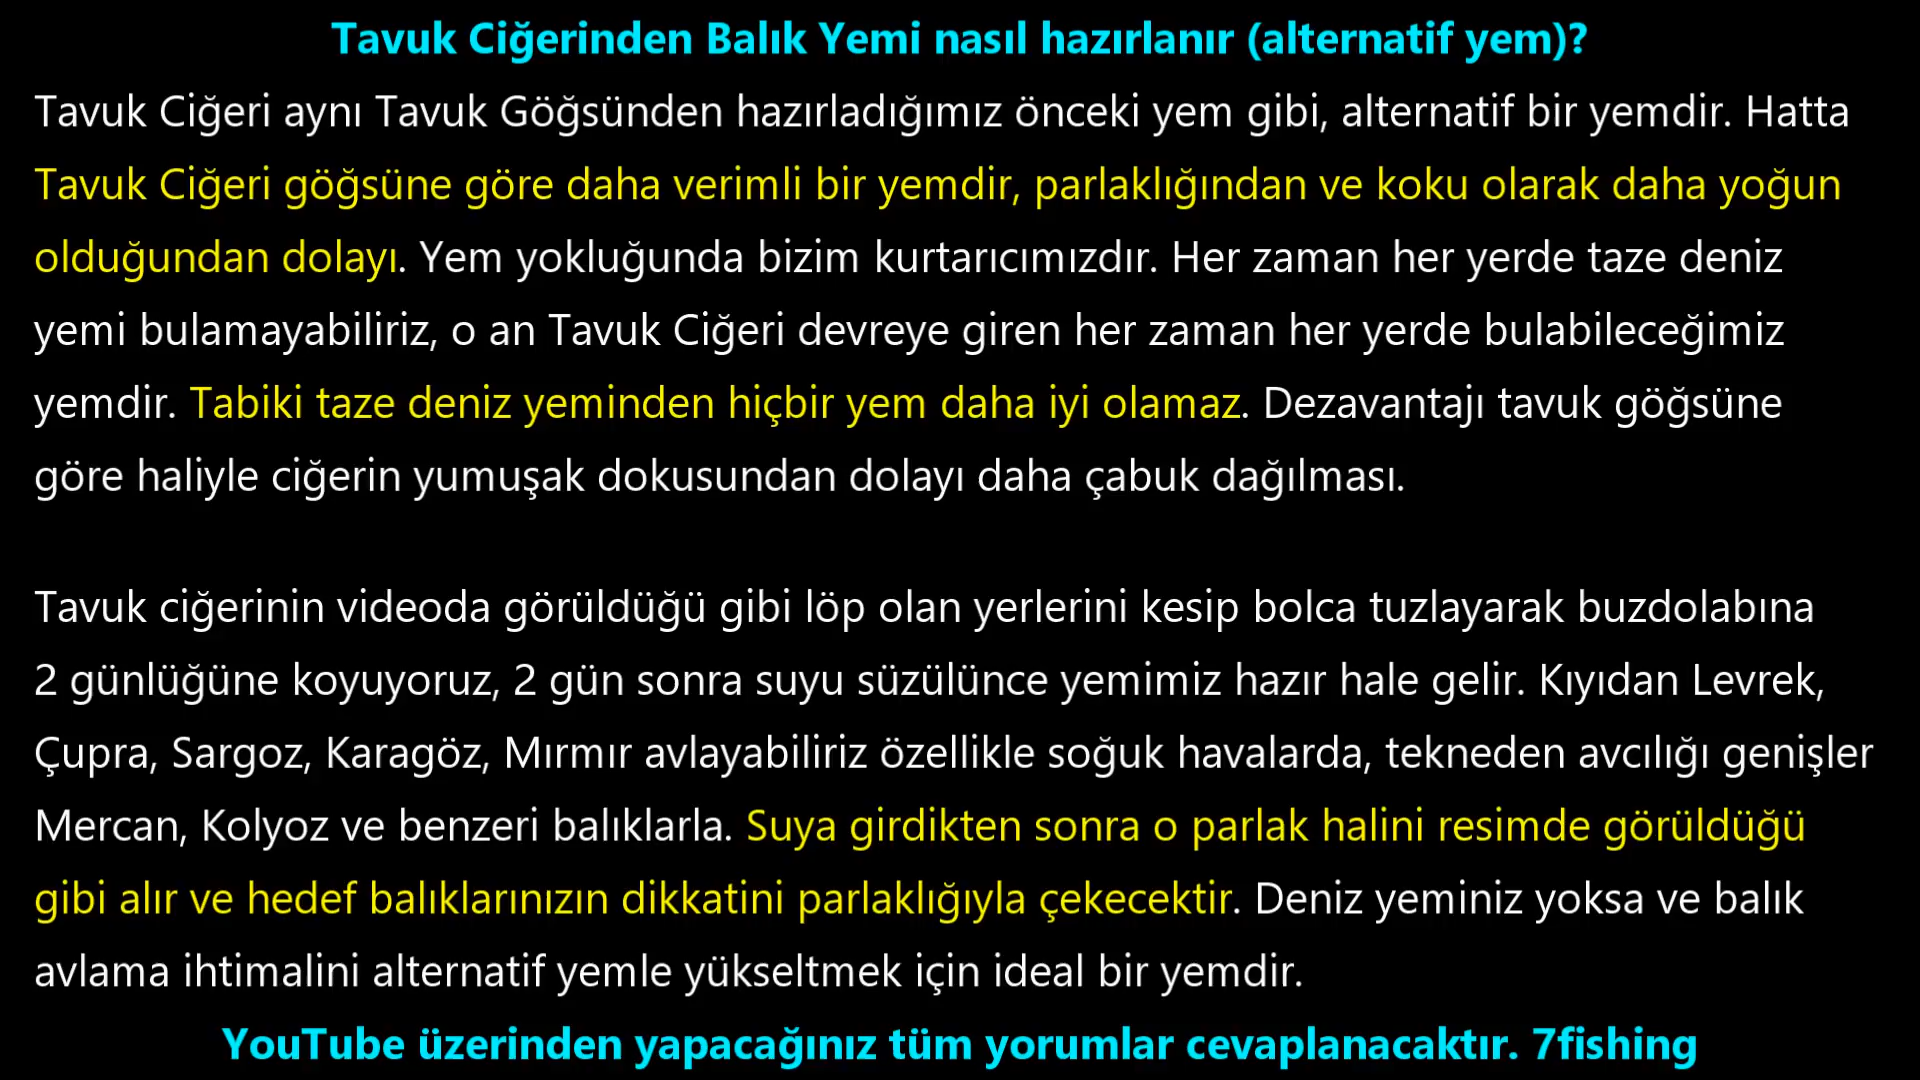 Tavuk Ciğerinden Balık Yemi nasıl hazırlanır (alternatif yem)?
Tavuk Ciğeri aynı Tavuk Göğsünden hazırladığımız önceki yem gibi, alternatif bir yemdir. Hatta
Tavuk Ciğeri göğsüne göre daha verimli bir yemdir, parlaklığından ve koku olarak daha yoğun
olduğundan dolayı. Yem yokluğunda bizim kurtarıcımızdır. Her zaman her yerde taze deniz
yemi bulamayabiliriz, o an Tavuk Ciğeri devreye giren her zaman her yerde bulabileceğimiz
yemdir. Tabiki taze deniz yeminden hiçbir yem daha iyi olamaz. Dezavantajı tavuk göğsüne
göre haliyle ciğerin yumuşak dokusundan dolayı daha çabuk dağılması.
Tavuk ciğerinin videoda görüldüğü gibi löp olan yerlerini kesip bolca tuzlayarak buzdolabına
2 günlüğüne koyuyoruz, 2 gün sonra suyu süzülünce yemimiz hazır hale gelir. Kıyıdan Levrek,
Çupra, Sargoz, Karagöz, Mırmır avlayabiliriz özellikle soğuk havalarda, tekneden avcılığı genişler
Mercan, Kolyoz ve benzeri balıklarla. Suya girdikten sonra o parlak halini resimde görüldüğü
gibi alır ve hedef balıklarınızın dikkatini parlaklığıyla çekecektir. Deniz yeminiz yoksa ve balık
avlama ihtimalini alternatif yemle yükseltmek için ideal bir yemdir.
YouTube üzerinden yapacağınız tüm yorumlar cevaplanacaktır. 7fishing